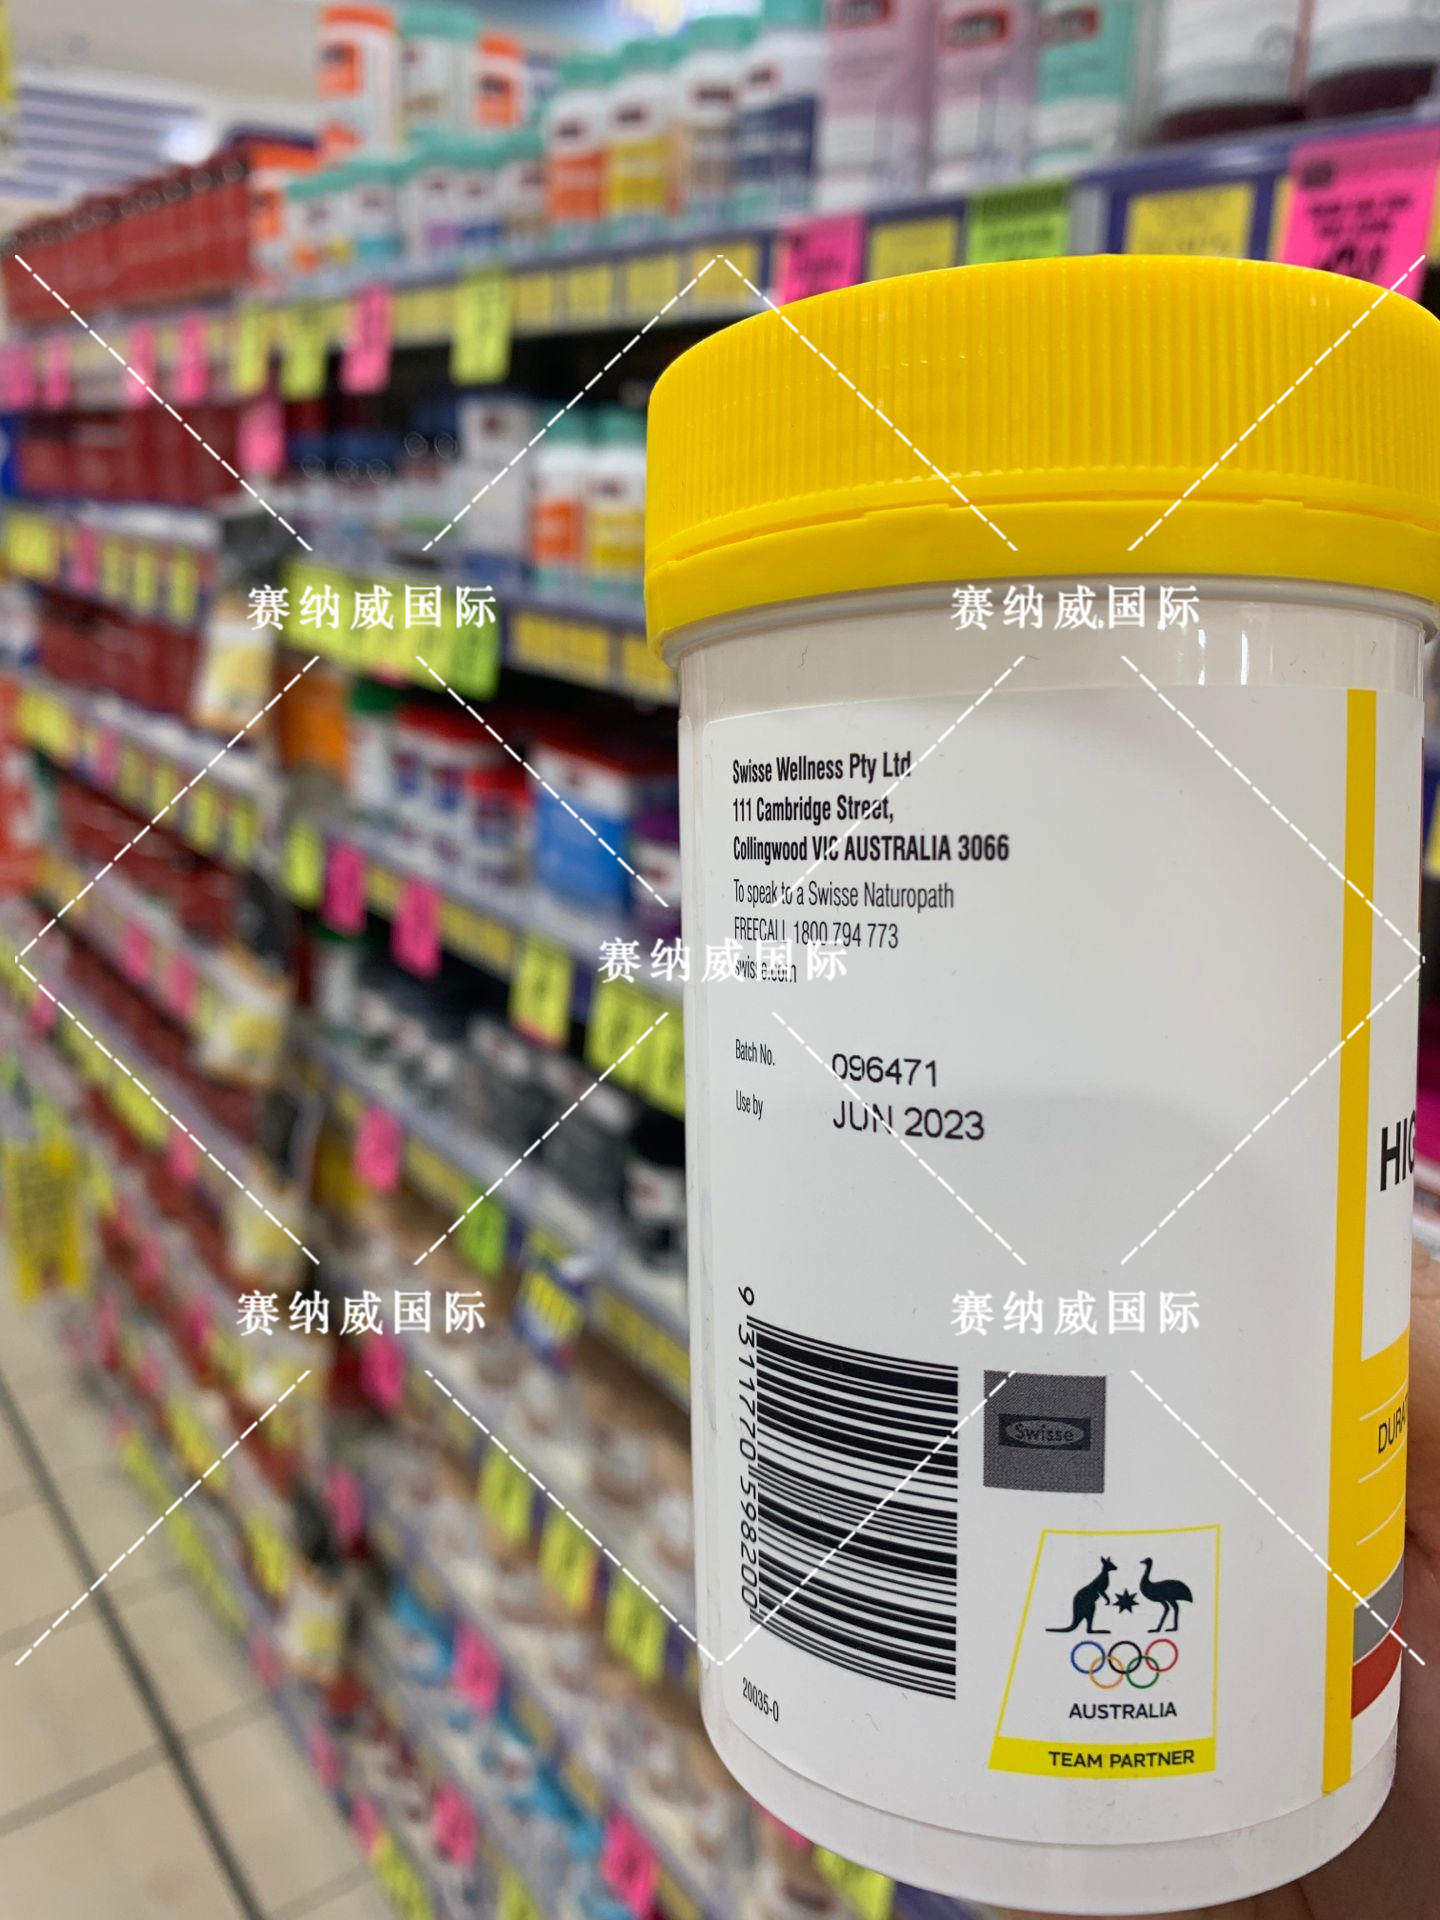 赛纳威国际 赛纳威国际
Swisse Wellness Pty Ltd
111 Cambridge Street,
Collingwood VIC AUSTRALIA 3066
To speak to a Swisse Naturopath
FREECALL 1800 794 773
swisse.com
赛纳威国际
Batch No. 096471
Use by JUN 2023
赛纳威国际 赛纳威国际
9 311770 598200
Swisse
20035-0
AUSTRALIA
TEAM PARTNER